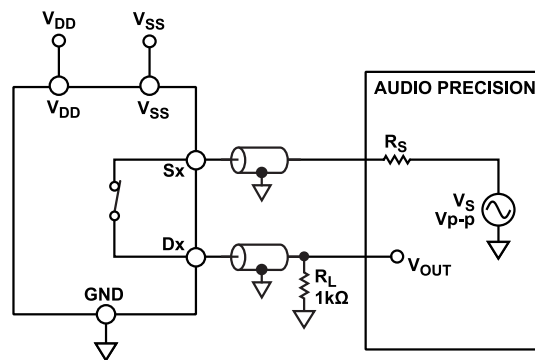 VDD
VSS
VDD
VSS
AUDIO PRECISION
RS
Sx
VS
Vp-p
Dx
VOUT
RL
1kΩ
GND